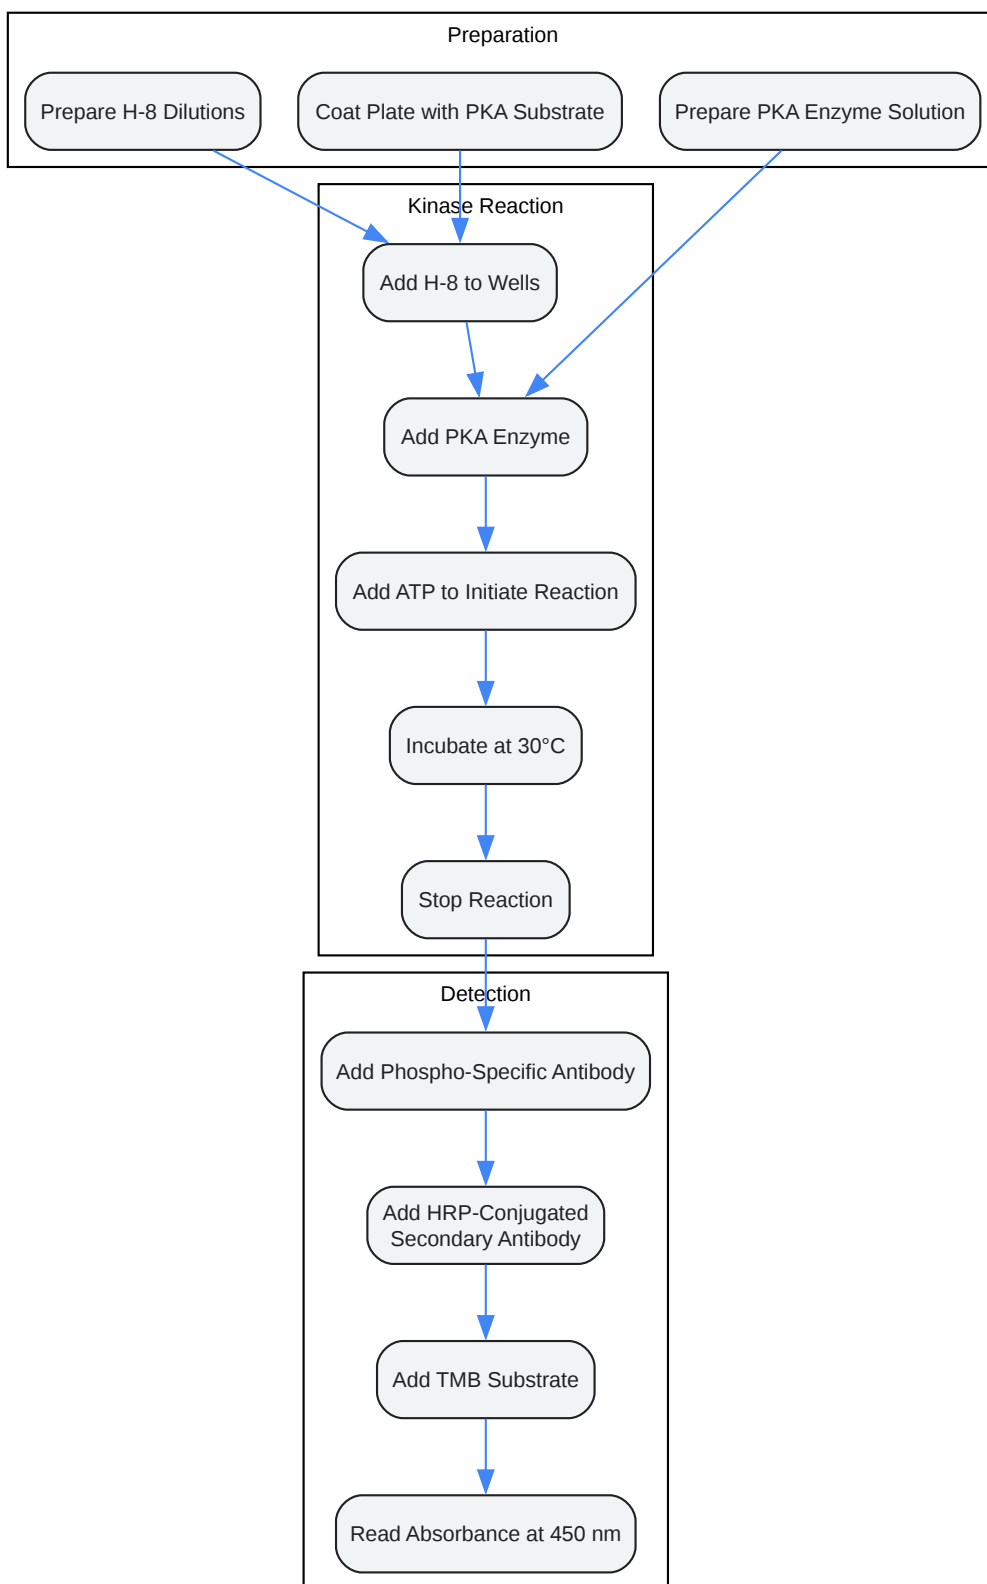 Preparation
Prepare H-8 Dilutions
Coat Plate with PKA Substrate
Prepare PKA Enzyme Solution
Kinase Reaction
Add H-8 to Wells
Add PKA Enzyme
Add ATP to Initiate Reaction
Incubate at 30°C
Stop Reaction
Detection
Add Phospho-Specific Antibody
Add HRP-Conjugated
Secondary Antibody
Add TMB Substrate
Read Absorbance at 450 nm